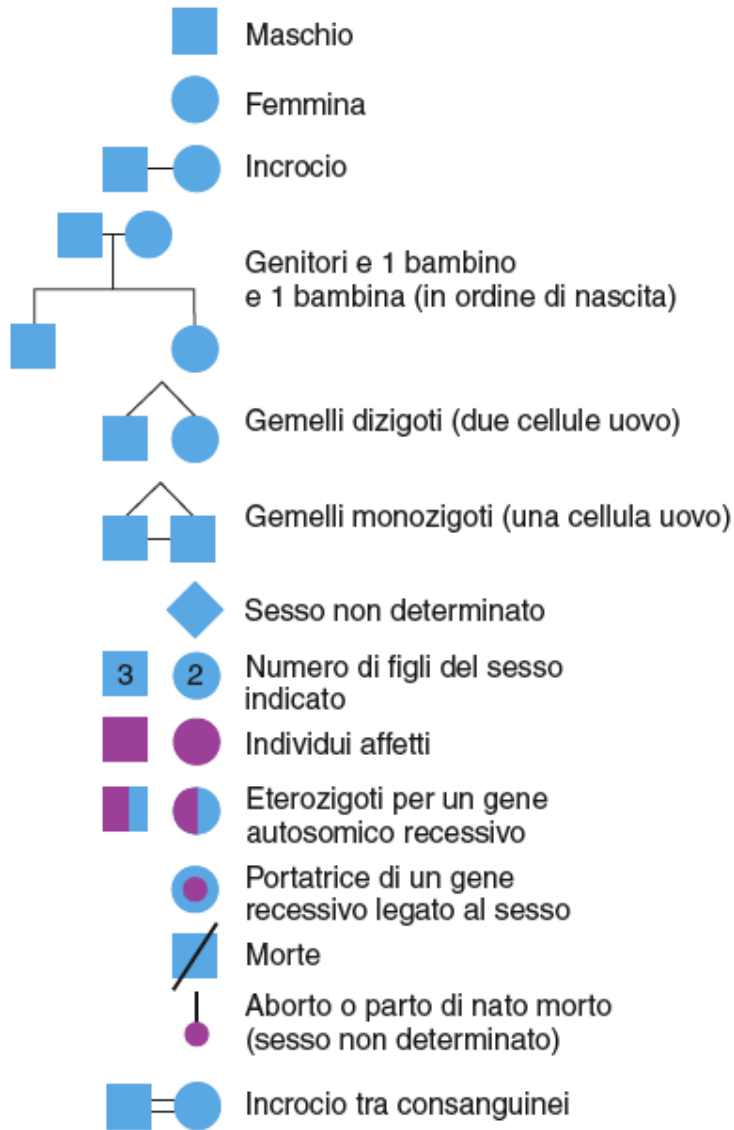 Maschio
Femmina
Incrocio
Genitori e 1 bambino
e 1 bambina (in ordine di nascita)
Gemelli dizigoti (due cellule uovo)
Gemelli monozigoti (una cellula uovo)
Sesso non determinato
3 2 Numero di figli del sesso
indicato
Individui affetti
Eterozigoti per un gene
autosomico recessivo
Portatrice di un gene
recessivo legato al sesso
Morte
Aborto o parto di nato morto
(sesso non determinato)
Incrocio tra consanguinei